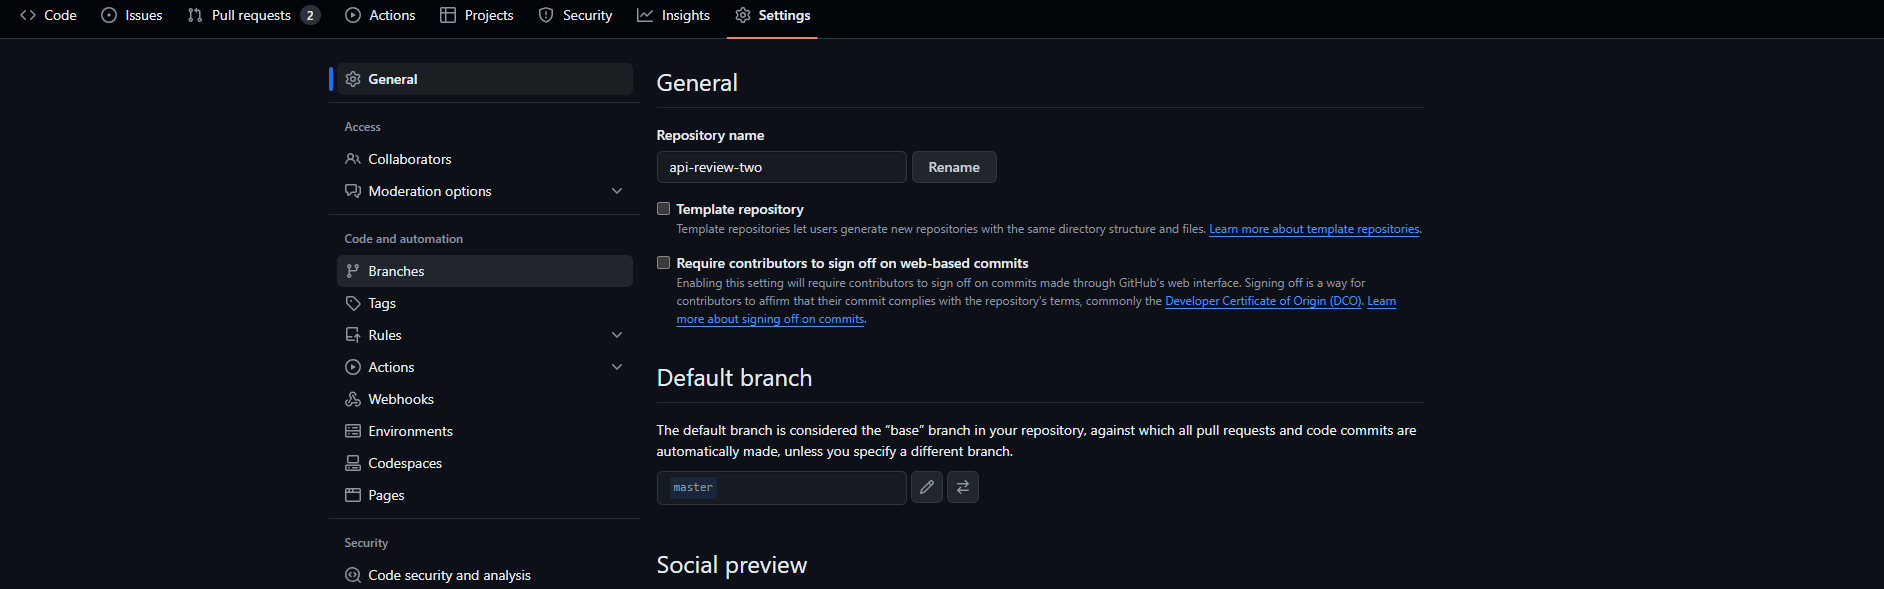 Code Issues Pull requests 2 Actions Projects Security Insights Settings
General
Access
Collaborators
Moderation options
Code and automation
Branches
Tags
Rules
Actions
Webhooks
Environments
Codespaces
Pages
Security
Code security and analysis
General
Repository name
api-review-two Rename
Template repository
Template repositories let users generate new repositories with the same directory structure and files. Learn more about template repositories.
Require contributors to sign off on web-based commits
Enabling this setting will require contributors to sign off on commits made through GitHub's web interface. Signing off is a way for
contributors to affirm that their commit complies with the repository's terms, commonly the Developer Certificate of Origin (DCO). Learn
more about signing off on commits.
Default branch
The default branch is considered the “base” branch in your repository, against which all pull requests and code commits are
automatically made, unless you specify a different branch.
master
Social preview